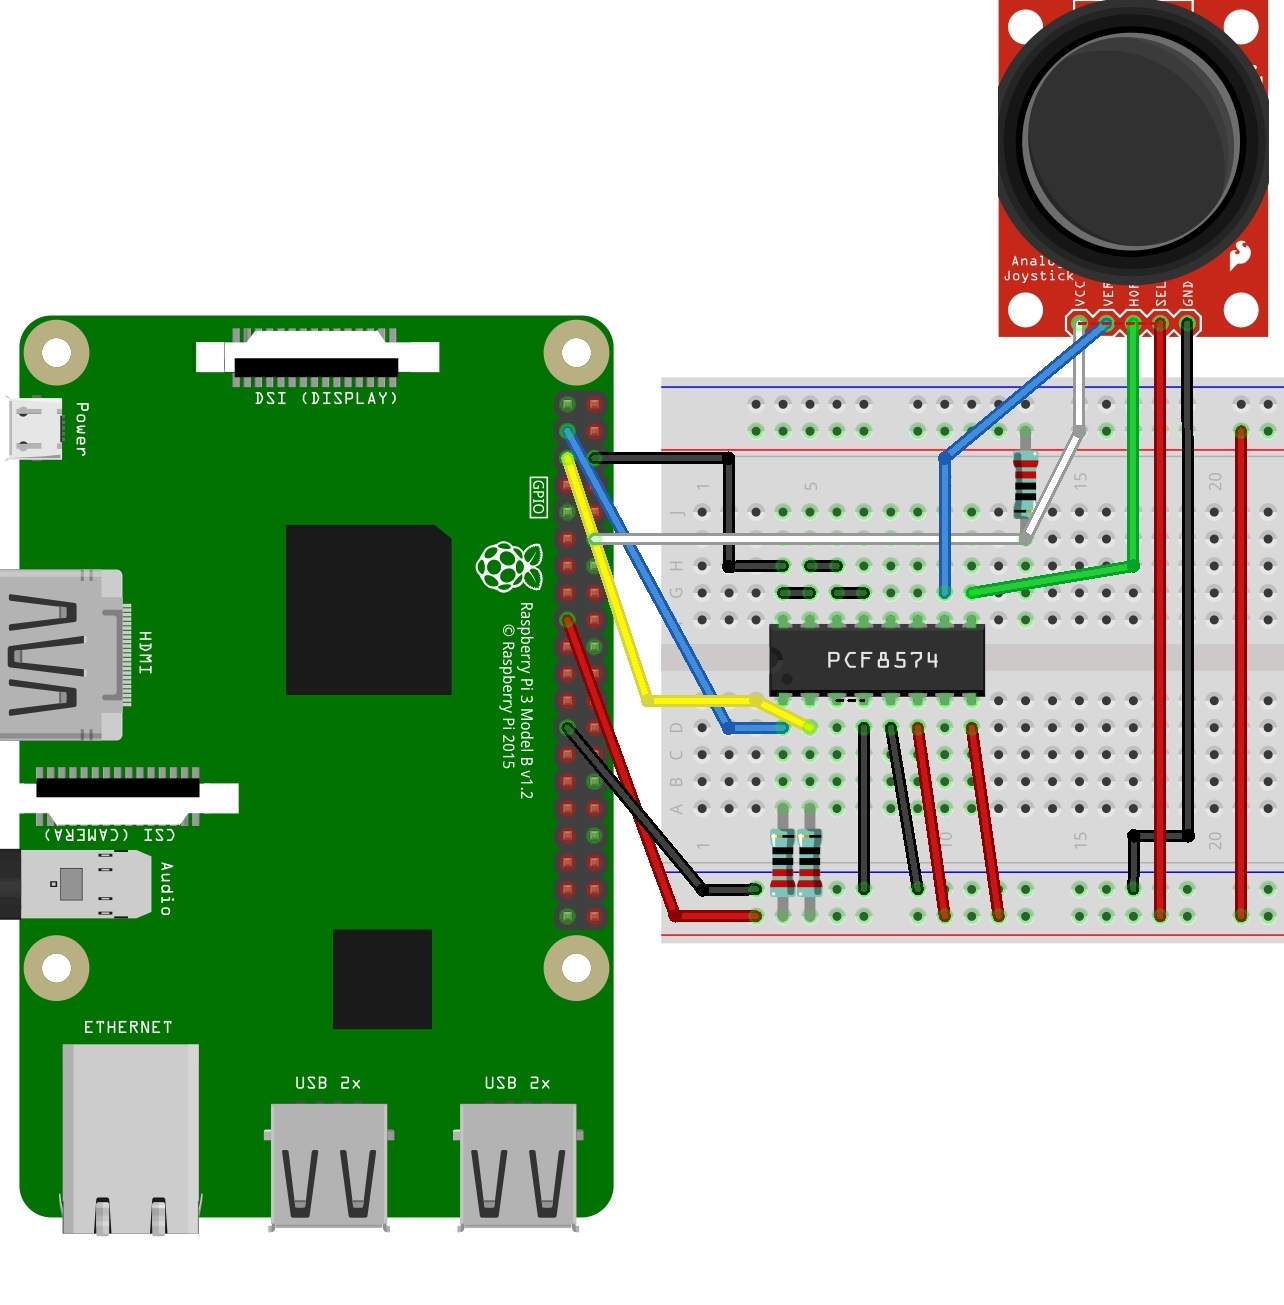 Analog
Joystick
VCC
VER
HOR
SEL
GND
DSI (DISPLAY)
Power
GPIO
1
5
15
20
J
H
G
HDMI
Raspberry Pi 3 Model B v1.2
© Raspberry Pi 2015
PCF8574
D
C
B
A
1
10
15
20
CSI (CAMERA)
Audio
ETHERNET
USB 2x
USB 2x